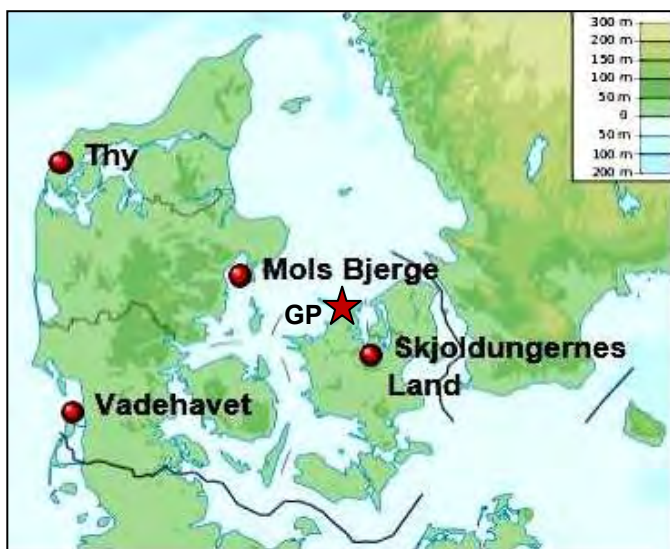 300 m
200 m
150 m
100 m
50 m
0
50 m
100 m
200 m
Thy
Mols Bjerge
GP
Skjoldungernes
Land
Vadehavet